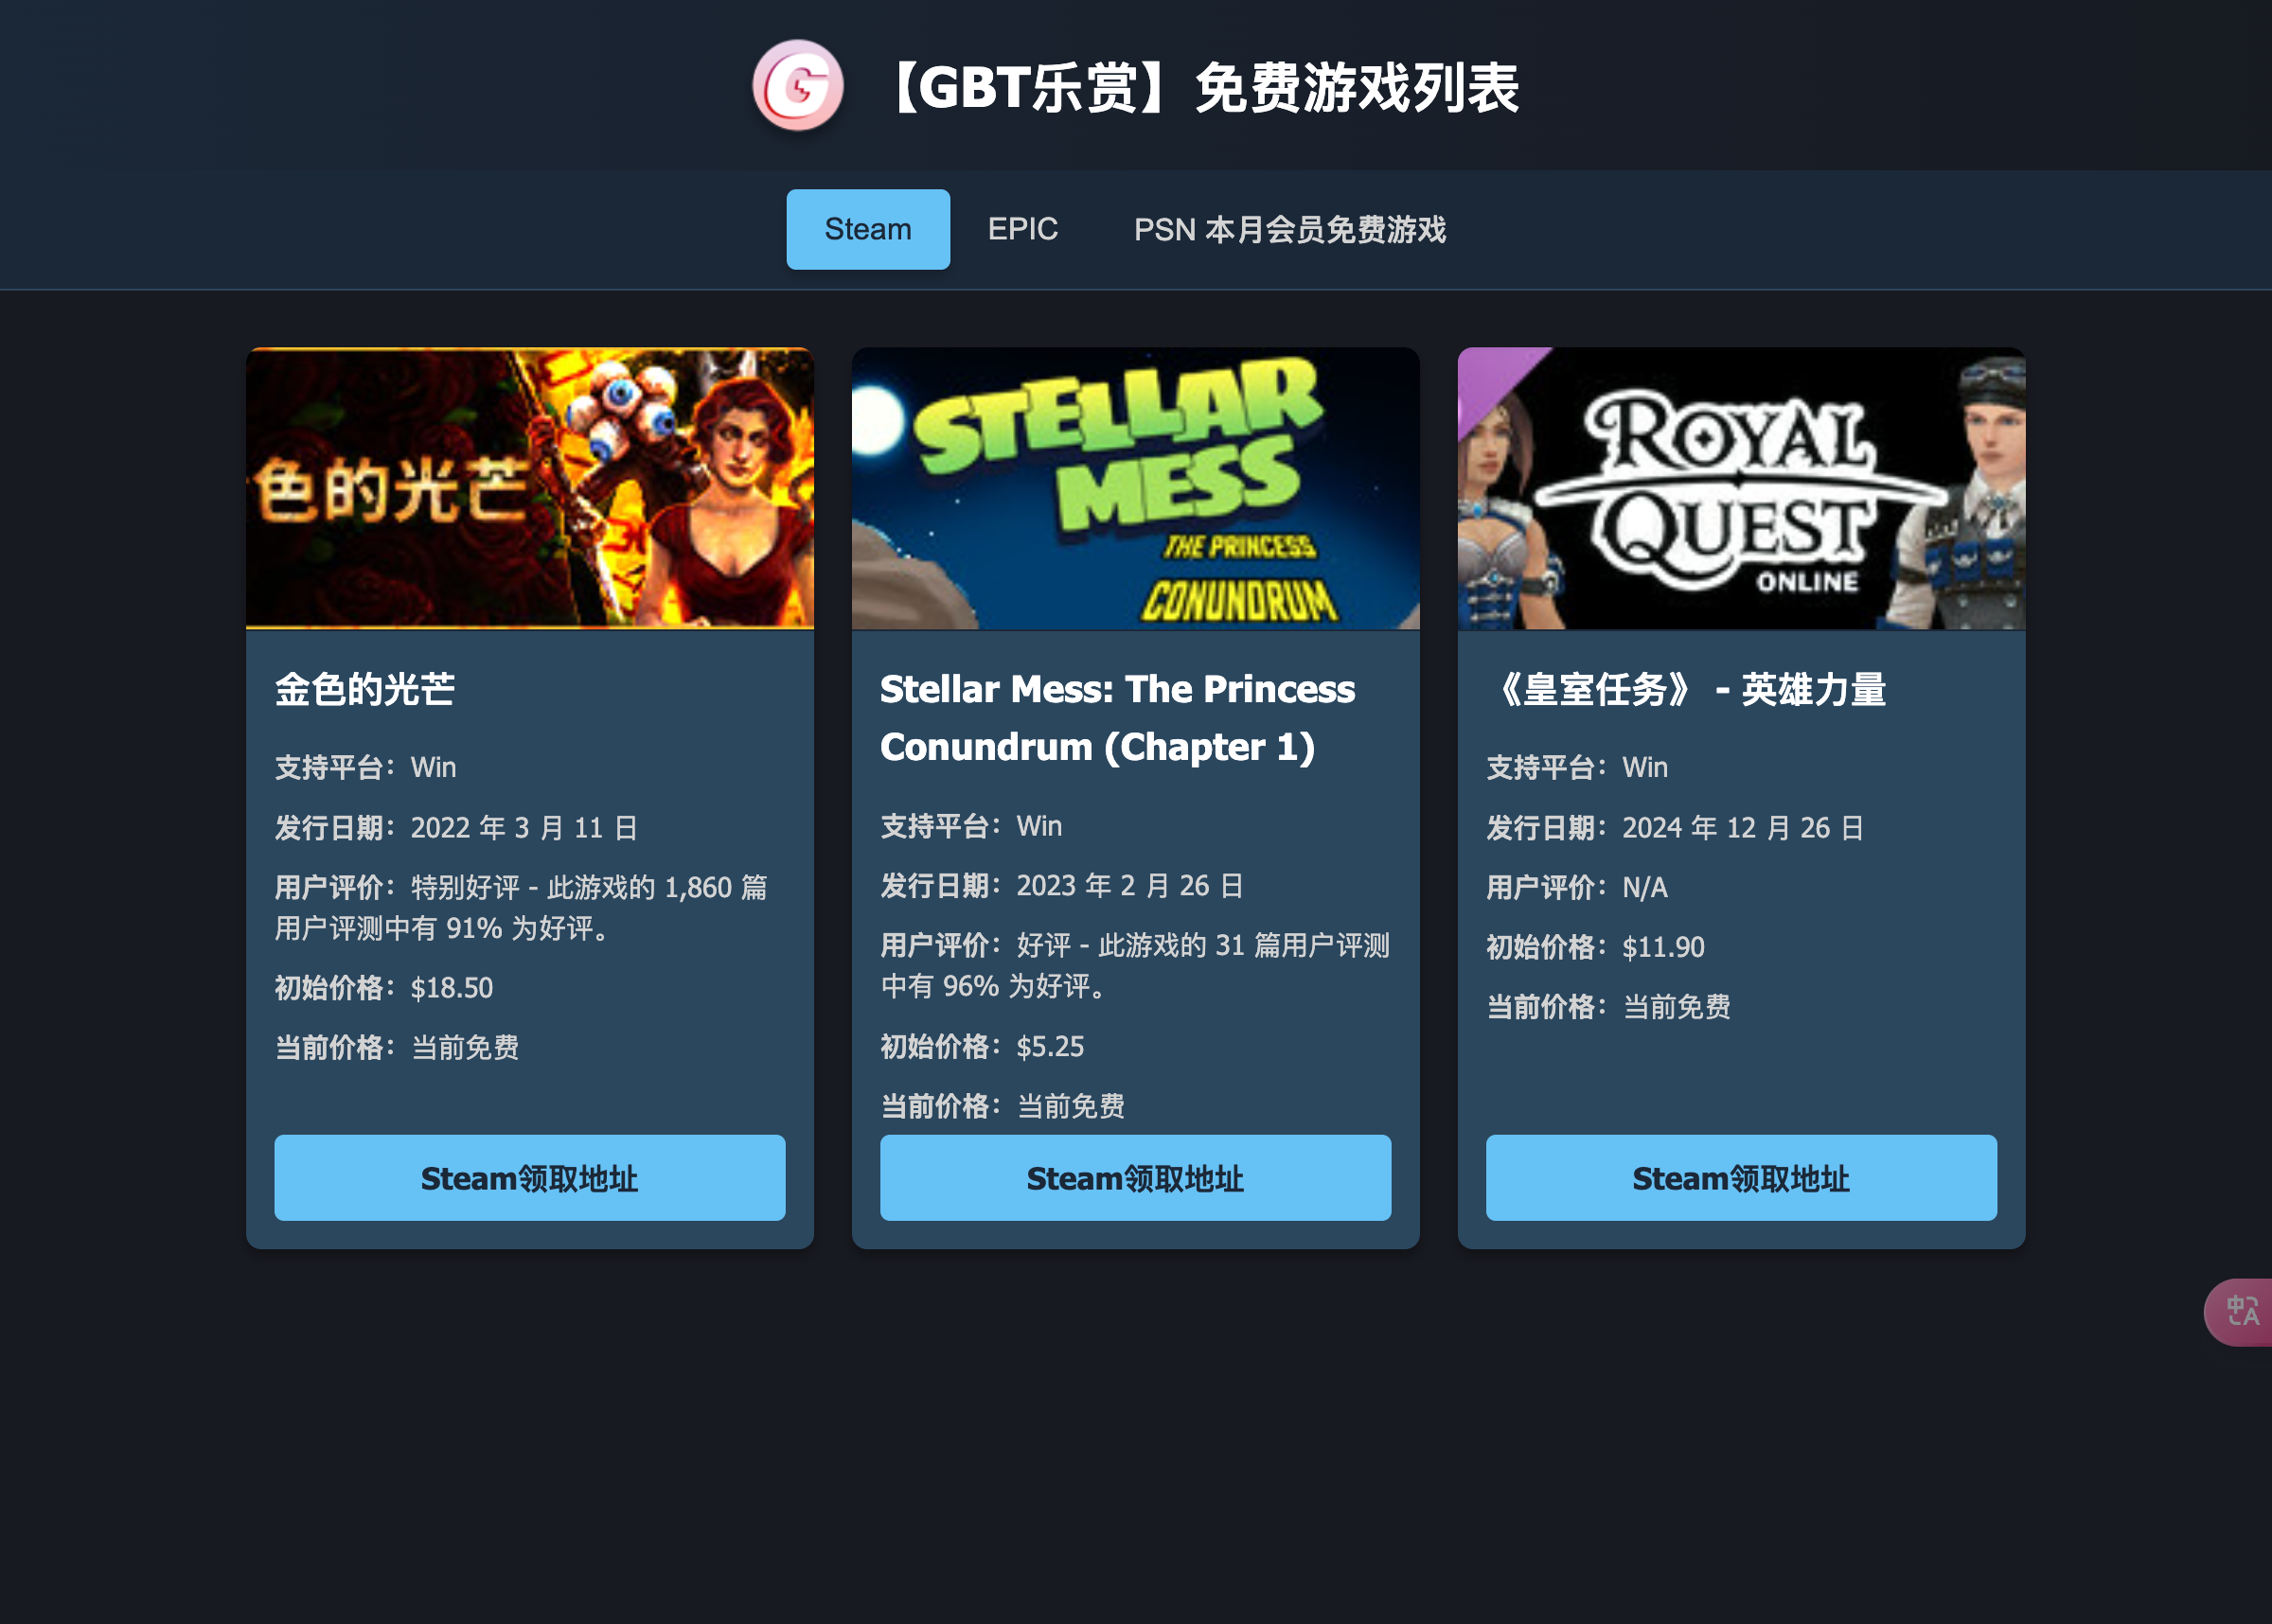 【GBT乐赏】免费游戏列表
Steam
EPIC
PSN 本月会员免费游戏
色的光芒
金色的光芒
支持平台：Win
发行日期：2022 年 3 月 11 日
用户评价：特别好评 - 此游戏的 1,860 篇
用户评测中有 91% 为好评。
初始价格：$18.50
当前价格：当前免费
Steam领取地址
STELLAR
MESS
THE PRINCESS
CONUNDRUM
Stellar Mess: The Princess
Conundrum (Chapter 1)
支持平台：Win
发行日期：2023 年 2 月 26 日
用户评价：好评 - 此游戏的 31 篇用户评测
中有 96% 为好评。
初始价格：$5.25
当前价格：当前免费
Steam领取地址
ROYAL
QUEST
ONLINE
《皇室任务》 - 英雄力量
支持平台：Win
发行日期：2024 年 12 月 26 日
用户评价：N/A
初始价格：$11.90
当前价格：当前免费
Steam领取地址
中A